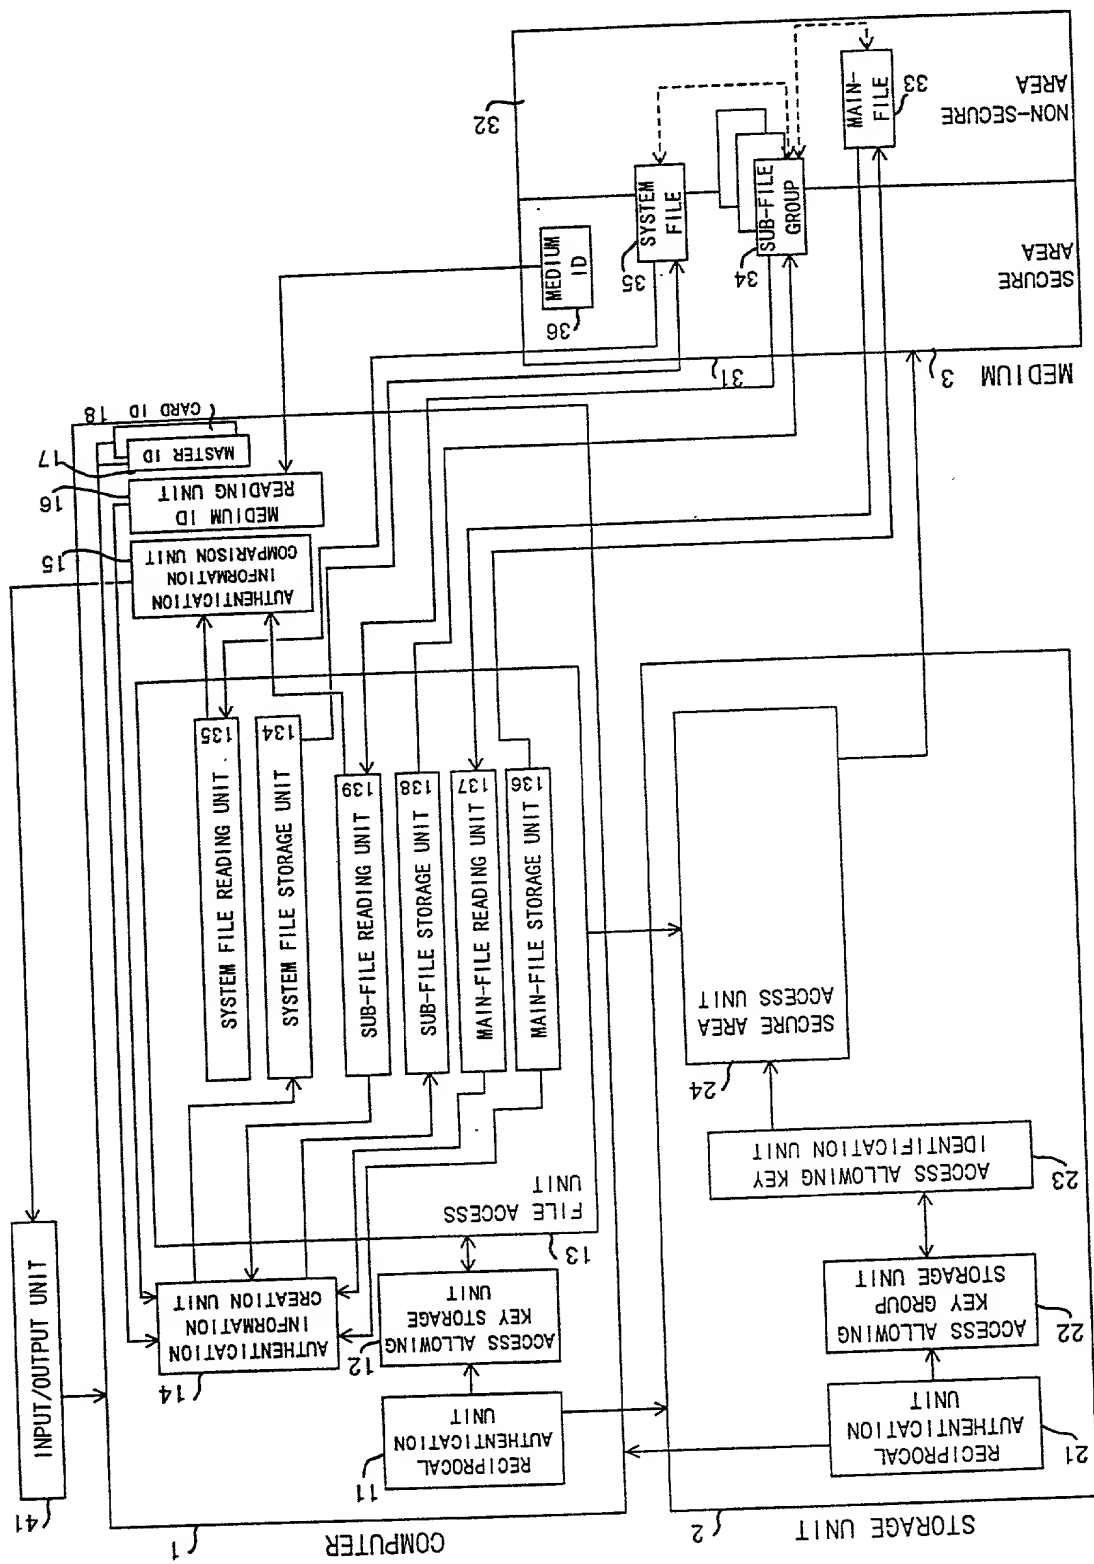 41
INPUT/OUTPUT UNIT
COMPUTER
1
RECIPROCAL
AUTHENTICATION
UNIT
11
ACCESS ALLOWING
KEY STORAGE
UNIT
12
AUTHENTICATION
INFORMATION
CREATION UNIT
14
13
FILE ACCESS
UNIT
MAIN-FILE STORAGE UNIT 136
MAIN-FILE READING UNIT 137
SUB-FILE STORAGE UNIT 138
SUB-FILE READING UNIT 139
SYSTEM FILE STORAGE UNIT 134
SYSTEM FILE READING UNIT 135
AUTHENTICATION
INFORMATION
COMPARISON UNIT
15
MEDIUM ID
READING UNIT
16
MASTER ID
17
CARD ID
18
STORAGE UNIT
2
RECIPROCAL
AUTHENTICATION
UNIT
21
ACCESS ALLOWING
KEY GROUP
STORAGE UNIT
22
ACCESS ALLOWING KEY
IDENTIFICATION UNIT
23
24
SECURE AREA
ACCESS UNIT
MEDIUM
3
31
SECURE
AREA
NON-SECURE
AREA
32
MAIN-
FILE
33
SUB-FILE
GROUP
34
SYSTEM
FILE
35
MEDIUM
ID
36